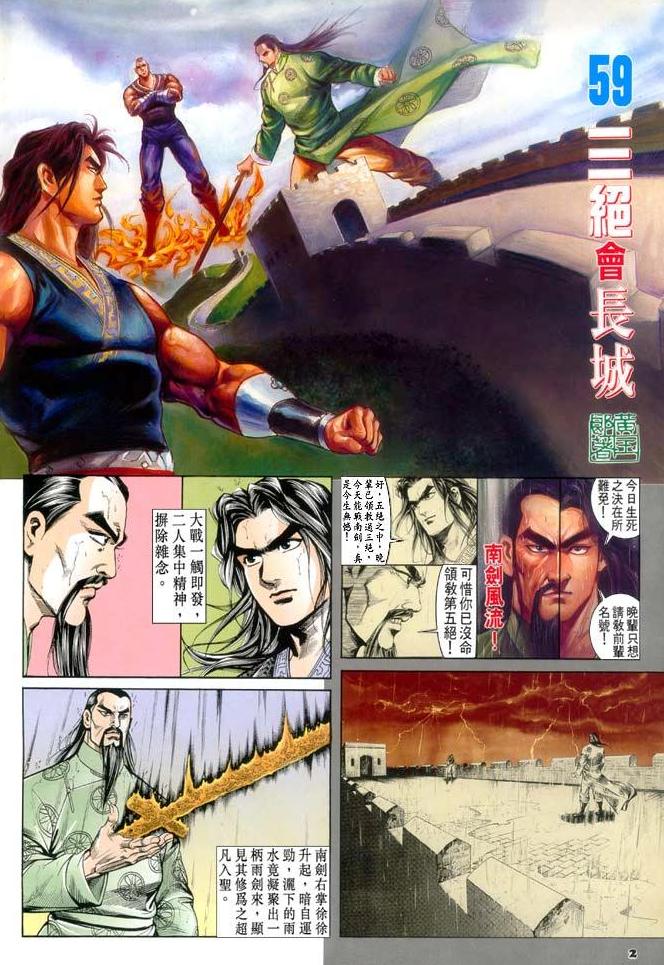 59
三絕會長城
黃玉郎著
今日生死
之決在所
難免！
晚輩只想
請教前輩
名號！
南劍風流！
好，五絕之中，晚
輩已領教過三絕，
今天能戰南劍，真
是今生無憾！
可惜你已沒命
領教第五絕！
大戰一觸即發，
二人集中精神，
摒除雜念。
南劍右掌徐徐
升起，暗自運
勁，灑下的雨
水竟凝聚出一
柄雨劍來，顯
見其修為之超
凡入聖。
2